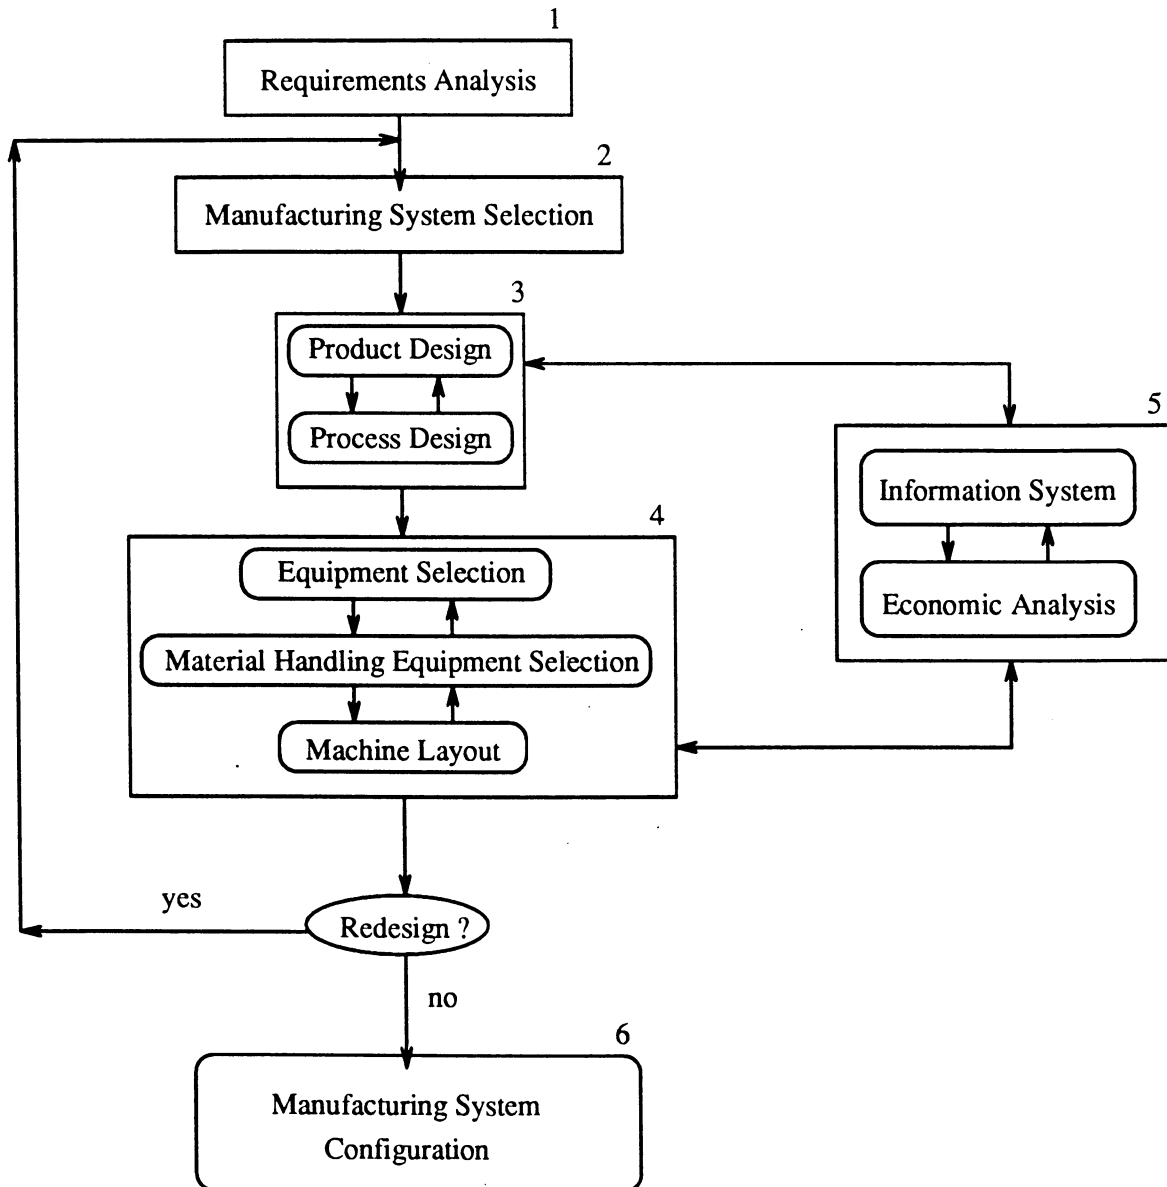 1
Requirements Analysis
2
Manufacturing System Selection
3
Product Design
Process Design
5
Information System
Economic Analysis
4
Equipment Selection
Material Handling Equipment Selection
Machine Layout
yes
Redesign ?
no
6
Manufacturing System
Configuration